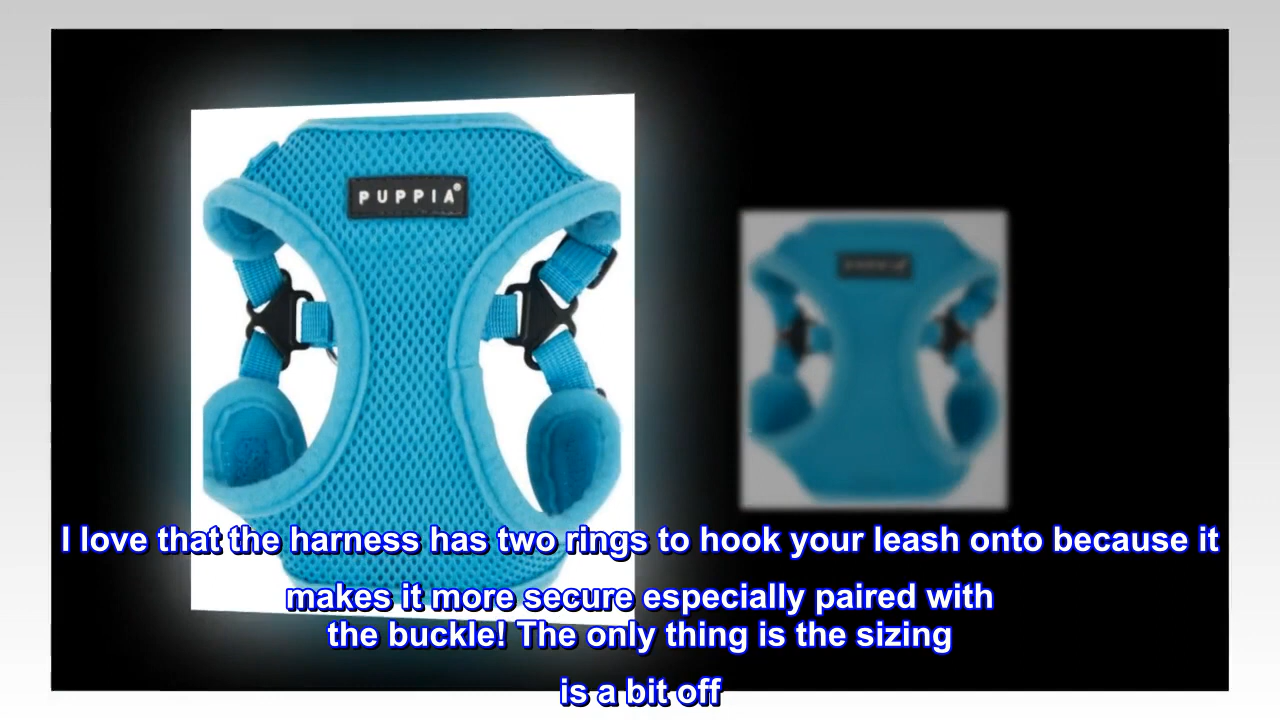 PUPPIA®
I love that the harness has two rings to hook your leash onto because it
makes it more secure especially paired with
the buckle! The only thing is the sizing
is a bit off